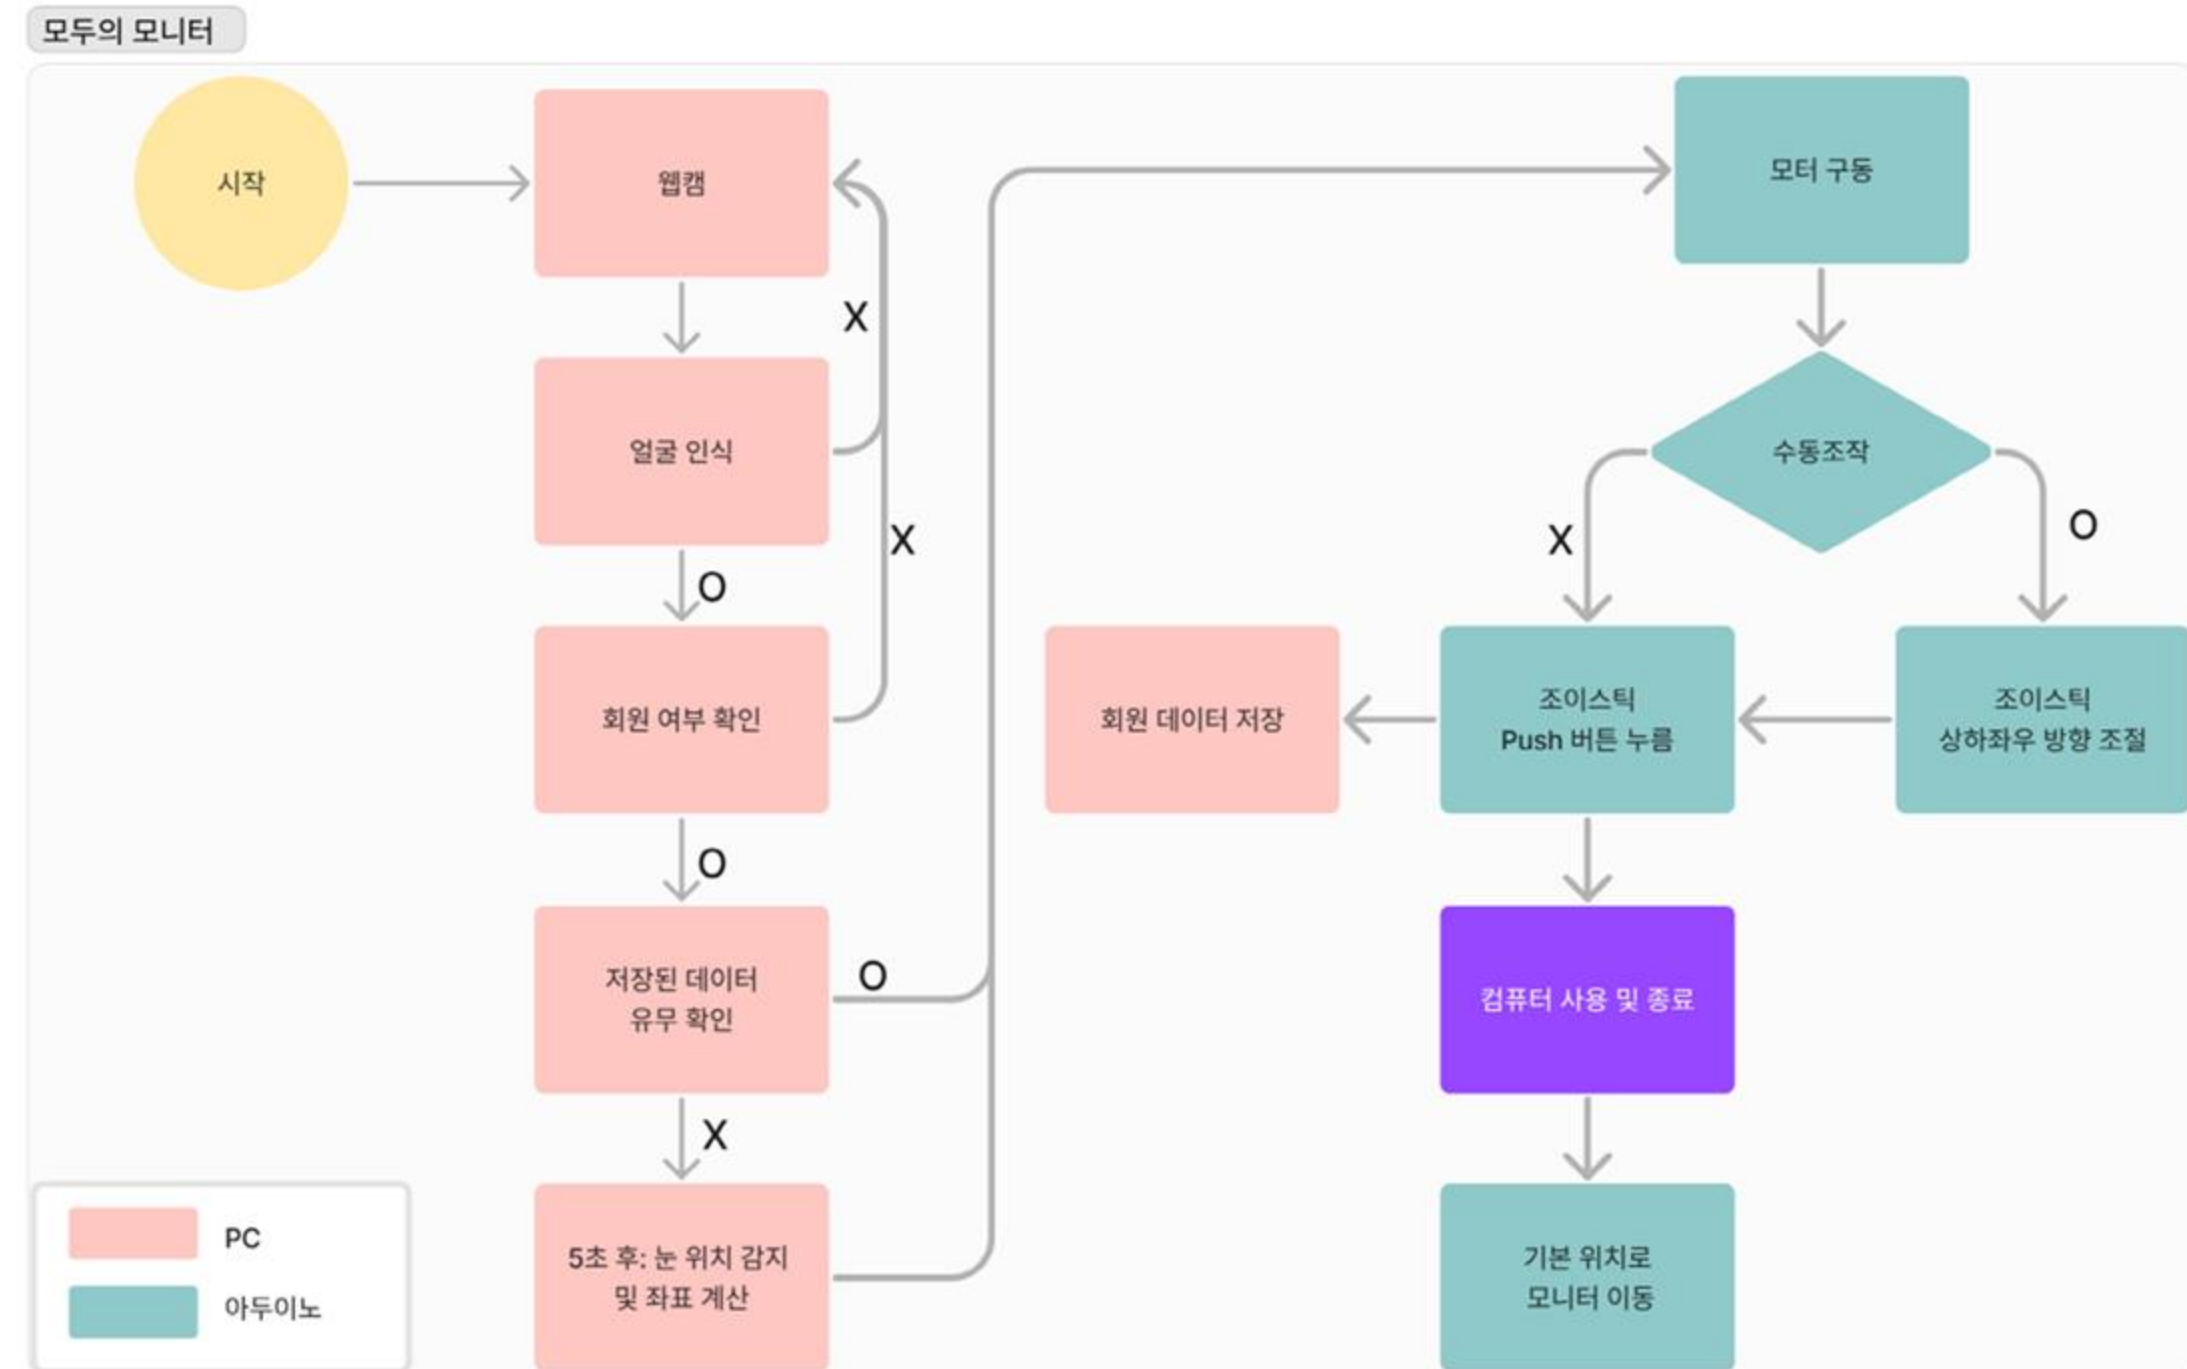 모두의 모니터
시작
웹캠
X
얼굴 인식
X
O
회원 여부 확인
O
저장된 데이터
유무 확인
O
X
5초 후: 눈 위치 감지
및 좌표 계산
모터 구동
수동조작
X
O
조이스틱
상하좌우 방향 조절
조이스틱
Push 버튼 누름
회원 데이터 저장
컴퓨터 사용 및 종료
기본 위치로
모니터 이동
PC
아두이노